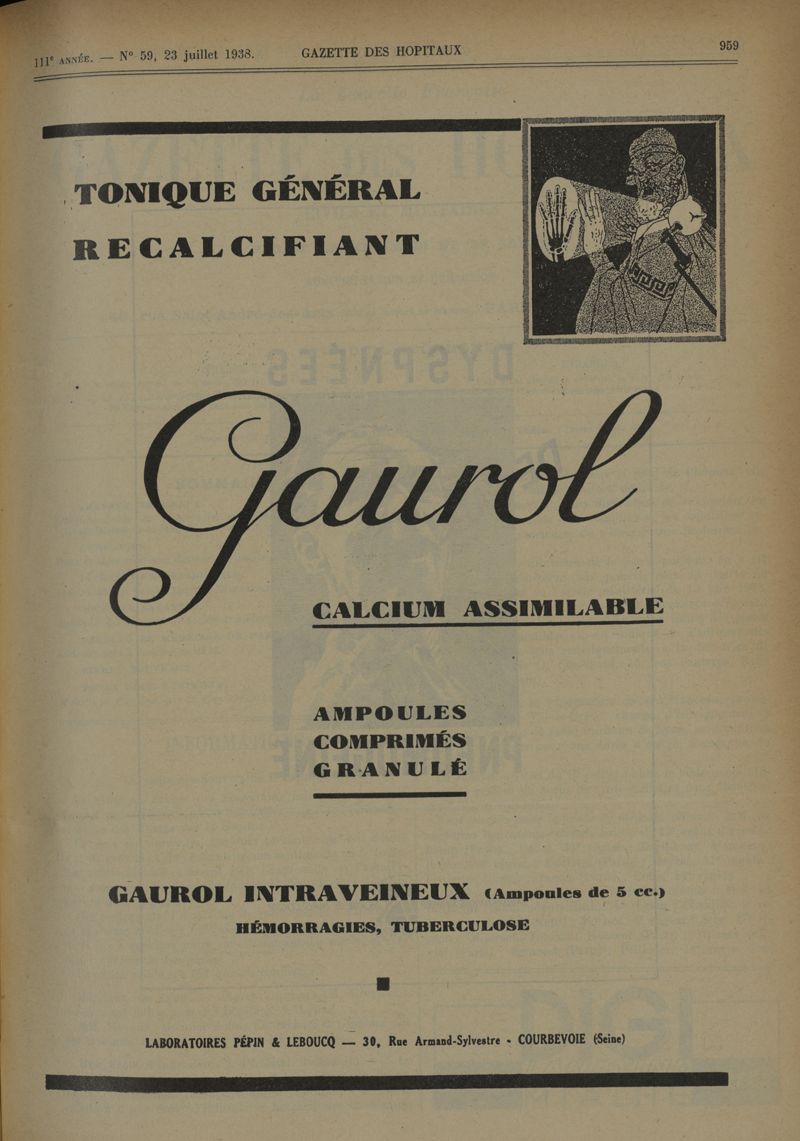 111e ANNÉE. — N° 59, 23 juillet 1938. GAZETTE DES HOPITAUX 959
TONIQUE GÉNÉRAL
RECALCIFIANT
Gaurol
CALCIUM ASSIMILABLE
AMPOULES
COMPRIMÉS
GRANULÉ
GAUROL INTRAVEINEUX (Ampoules de 5 cc.)
HÉMORRAGIES, TUBERCULOSE
LABORATOIRES PÉPIN & LEBOUCQ — 30, Rue Armand-Sylvestre - COURBEVOIE (Seine)